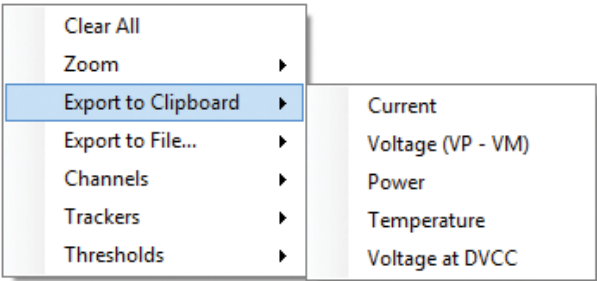 Clear All
Zoom
Export to Clipboard
Export to File...
Channels
Trackers
Thresholds
Current
Voltage (VP - VM)
Power
Temperature
Voltage at DVCC